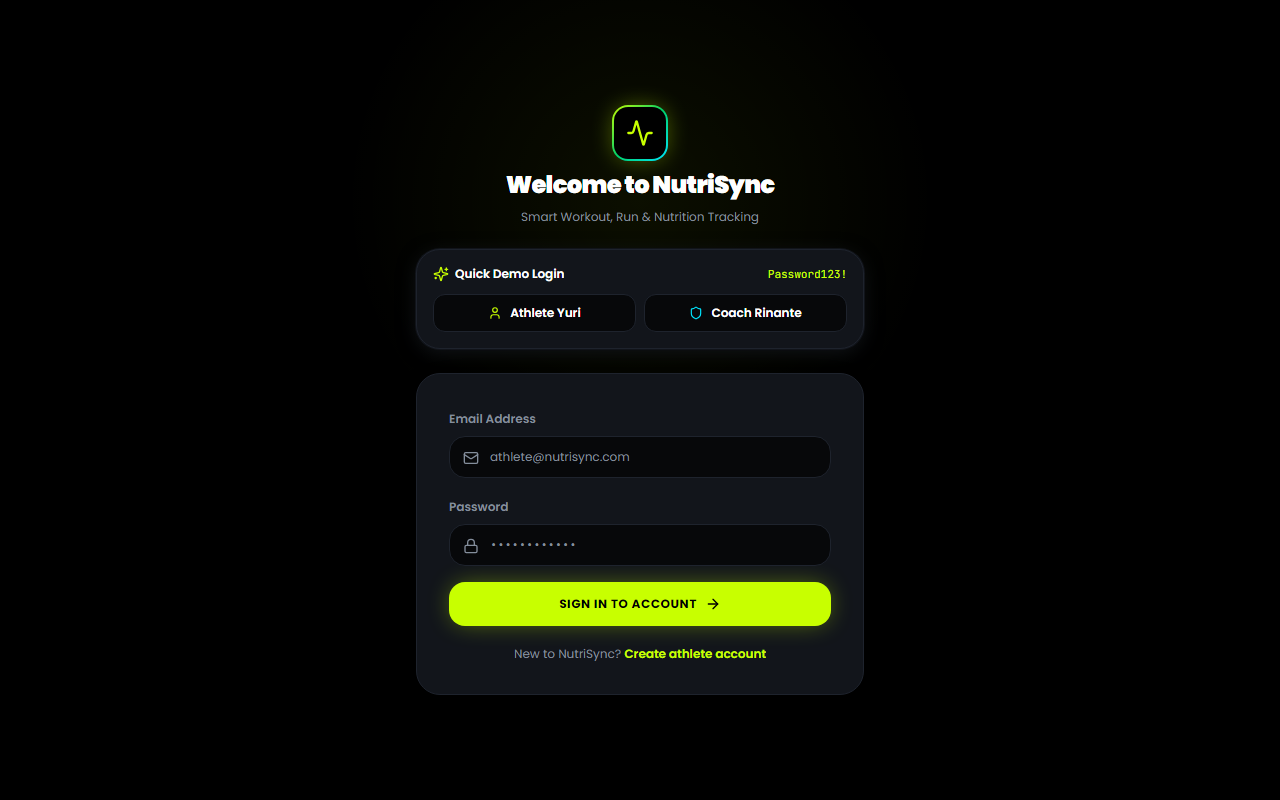 Welcome to NutriSync
Smart Workout, Run & Nutrition Tracking
Quick Demo Login
Password123!
Athlete Yuri
Coach Rinante
Email Address
athlete@nutrisync.com
Password
••••••••••••
SIGN IN TO ACCOUNT →
New to NutriSync? Create athlete account